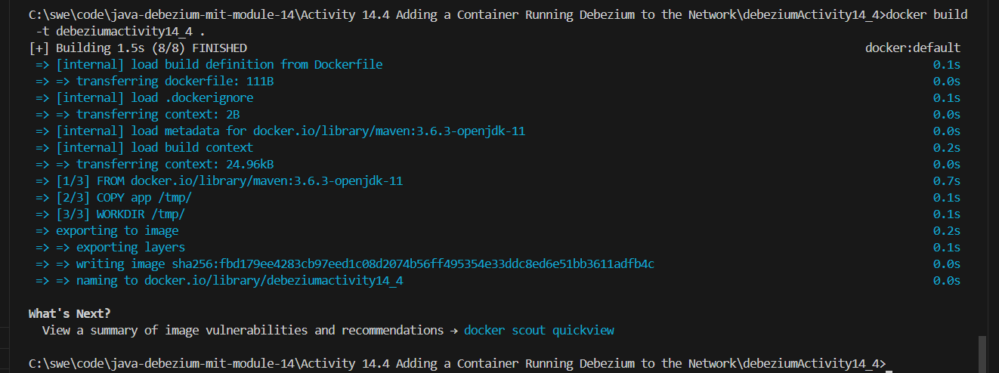 C:\swe\code\java-debezium-mit-module-14\Activity 14.4 Adding a Container Running Debezium to the Network\debeziumActivity14_4>docker build
-t debeziumactivity14_4 .
[+] Building 1.5s (8/8) FINISHED docker:default
=> [internal] load build definition from Dockerfile 0.1s
=> => transferring dockerfile: 111B 0.0s
=> [internal] load .dockerignore 0.1s
=> => transferring context: 2B 0.0s
=> [internal] load metadata for docker.io/library/maven:3.6.3-openjdk-11 0.0s
=> [internal] load build context 0.2s
=> => transferring context: 24.96kB 0.0s
=> [1/3] FROM docker.io/library/maven:3.6.3-openjdk-11 0.7s
=> [2/3] COPY app /tmp/ 0.1s
=> [3/3] WORKDIR /tmp/ 0.1s
=> exporting to image 0.2s
=> => exporting layers 0.1s
=> => writing image sha256:fbd179ee4283cb97eed1c08d2074b56ff495354e33ddc8ed6e51bb3611adfb4c 0.0s
=> => naming to docker.io/library/debeziumactivity14_4 0.0s
What's Next?
View a summary of image vulnerabilities and recommendations → docker scout quickview
C:\swe\code\java-debezium-mit-module-14\Activity 14.4 Adding a Container Running Debezium to the Network\debeziumActivity14_4>